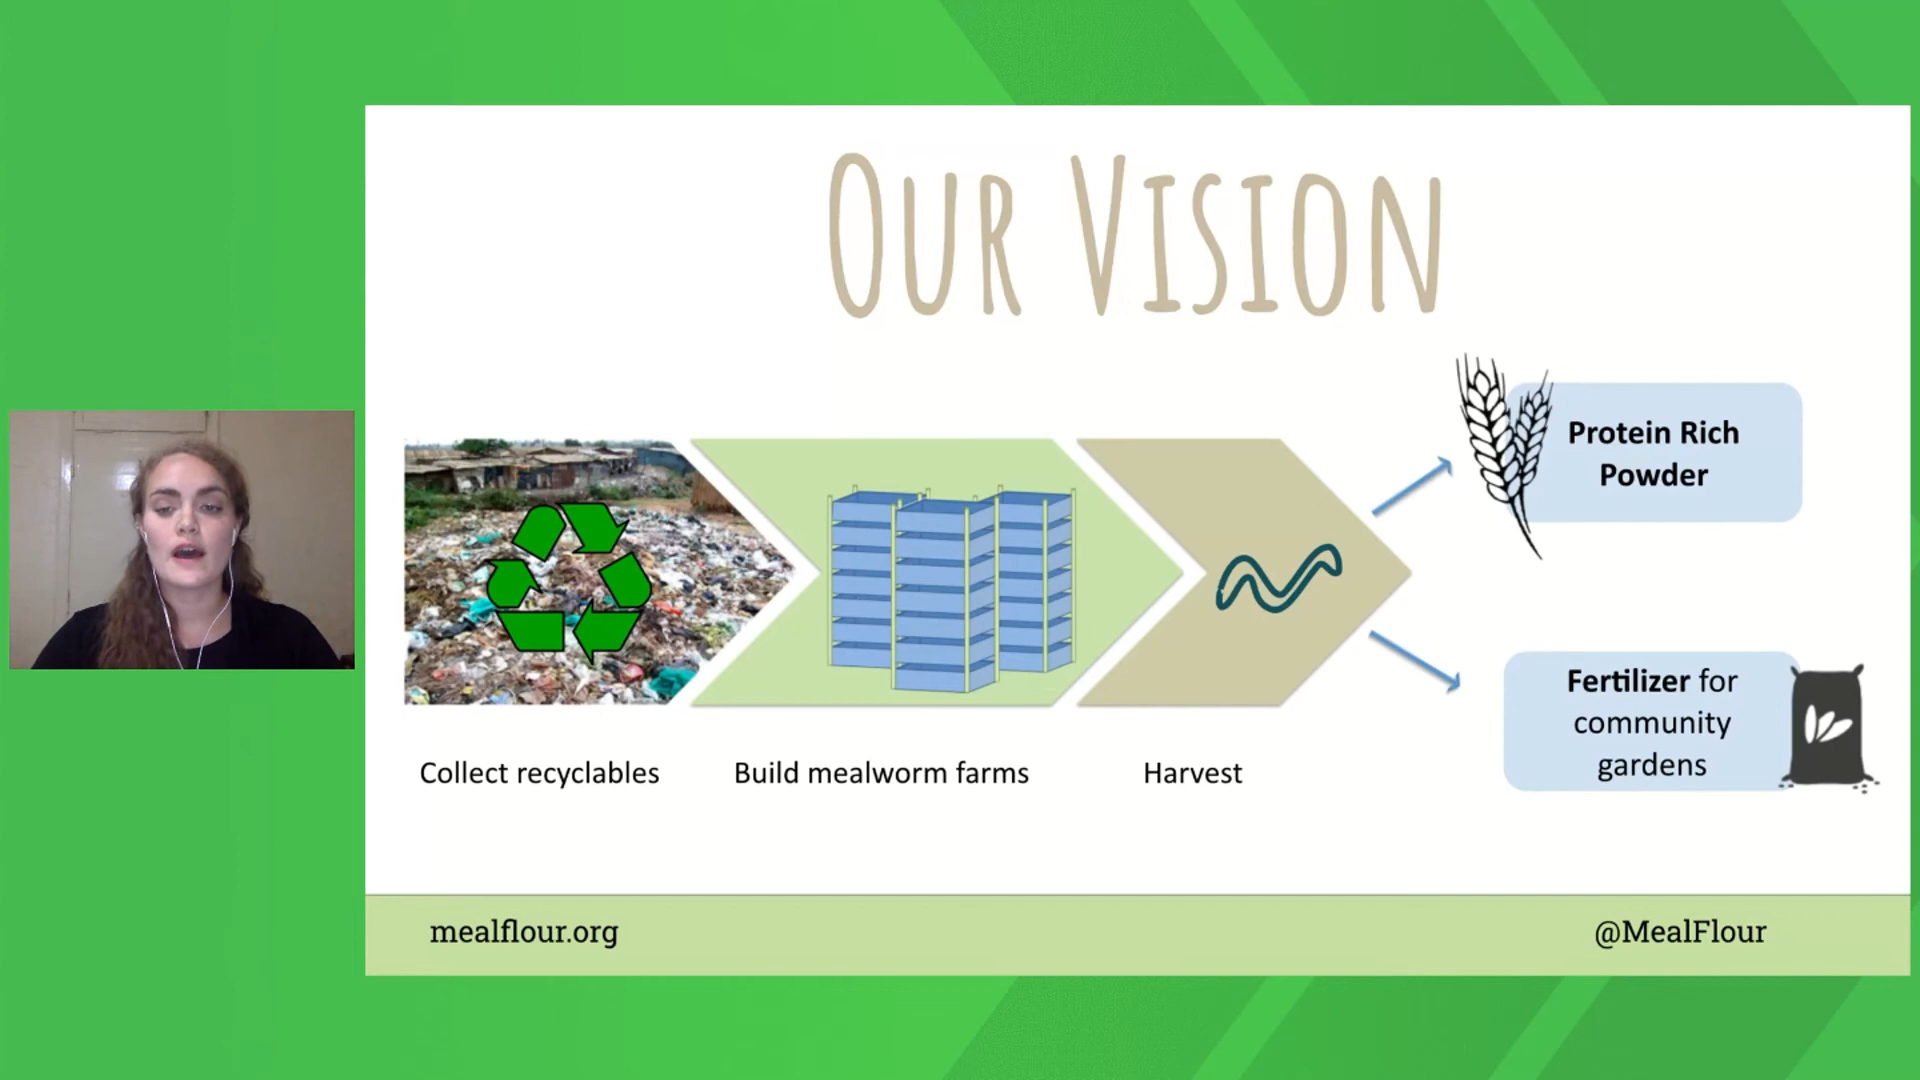 Our Vision
Protein Rich
Powder
Fertilizer for
community
gardens
Collect recyclables
Build mealworm farms
Harvest
mealflour.org
@MealFlour